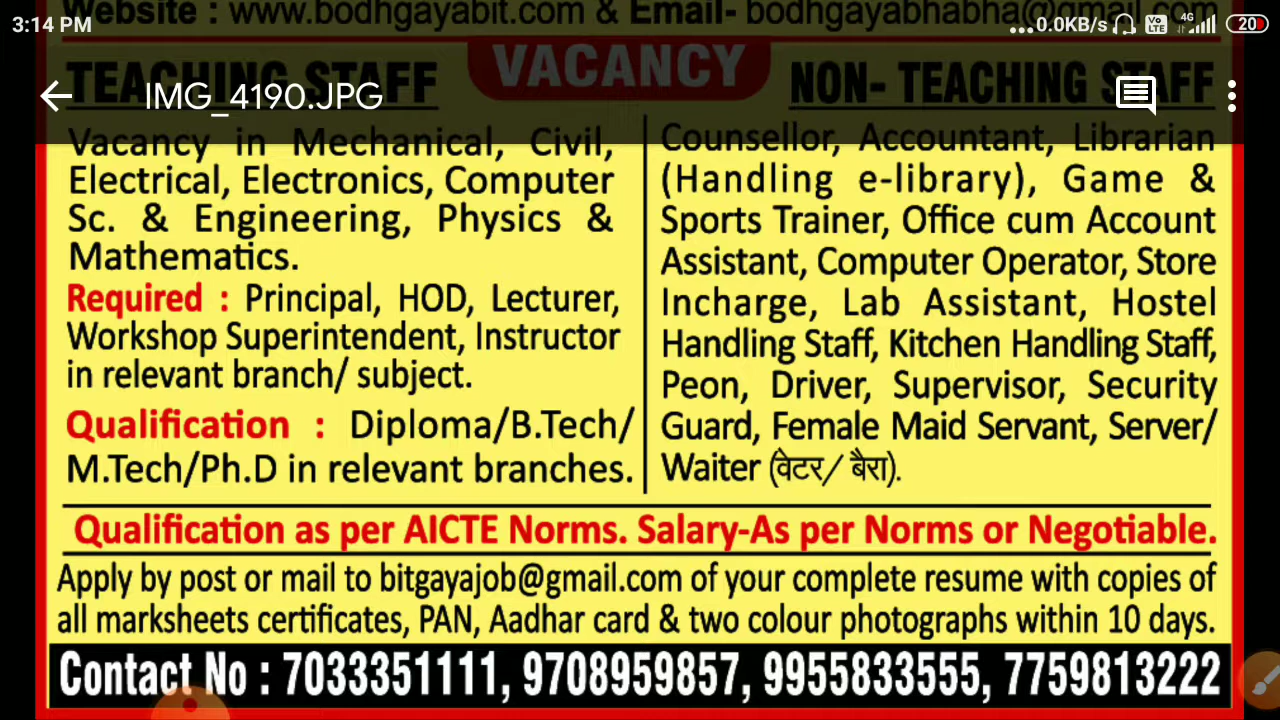 Website : www.bodhgayabit.com & Email- bodhgayabhabha@gmail.com
3:14 PM
...0.0KB/s
Vo LTE
4G
20
VACANCY
TEACHING STAFF
NON- TEACHING STAFF
IMG_4190.JPG
Vacancy in Mechanical, Civil,
Electrical, Electronics, Computer
Sc. & Engineering, Physics &
Mathematics.
Required : Principal, HOD, Lecturer,
Workshop Superintendent, Instructor
in relevant branch/ subject.
Qualification : Diploma/B.Tech/
M.Tech/Ph.D in relevant branches.
Counsellor, Accountant, Librarian
(Handling e-library), Game &
Sports Trainer, Office cum Account
Assistant, Computer Operator, Store
Incharge, Lab Assistant, Hostel
Handling Staff, Kitchen Handling Staff,
Peon, Driver, Supervisor, Security
Guard, Female Maid Servant, Server/
Waiter (वेटर/ बैरा).
Qualification as per AICTE Norms. Salary-As per Norms or Negotiable.
Apply by post or mail to bitgayajob@gmail.com of your complete resume with copies of
all marksheets certificates, PAN, Aadhar card & two colour photographs within 10 days.
Contact No : 7033351111, 9708959857, 9955833555, 7759813222